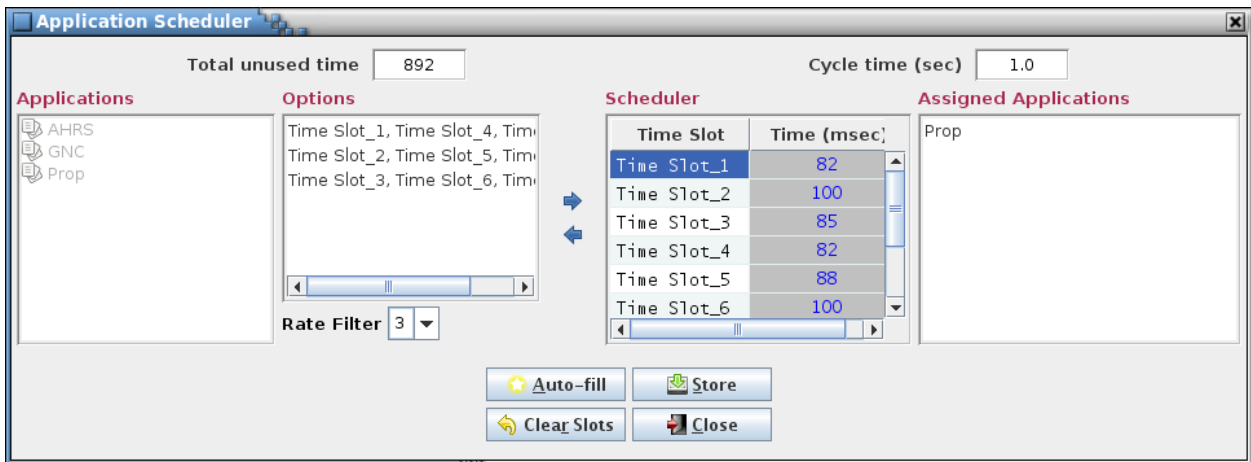 Application Scheduler
Total unused time 892 Cycle time (sec) 1.0
Applications Options Scheduler Assigned Applications
AHRS
GNC
Prop
Time Slot_1, Time Slot_4, Tim
Time Slot_2, Time Slot_5, Tim
Time Slot_3, Time Slot_6, Tim
Rate Filter 3
Time Slot Time (msec)
Time Slot_1 82
Time Slot_2 100
Time Slot_3 85
Time Slot_4 82
Time Slot_5 88
Time Slot_6 100
Prop
Auto-fill Store
Clear Slots Close